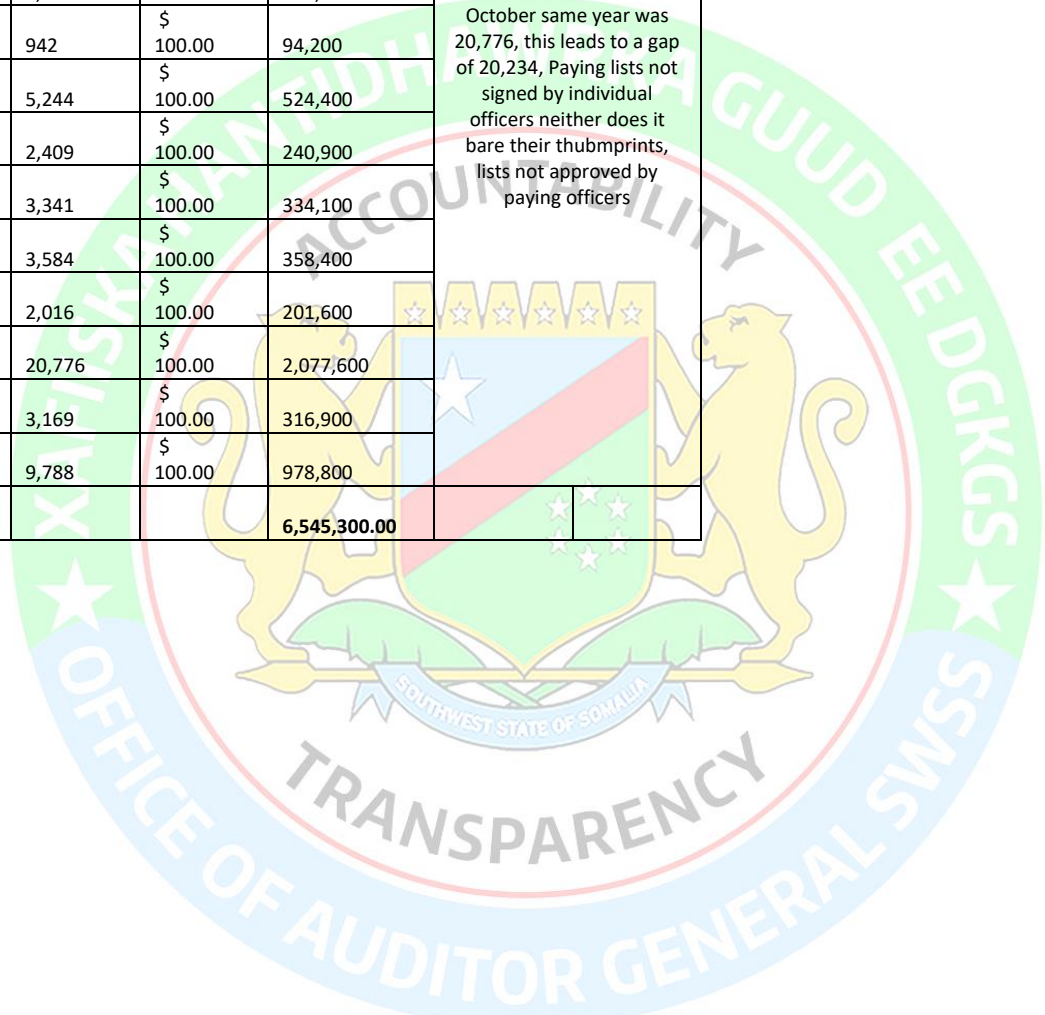 October same year was
20,776, this leads to a gap
of 20,234, Paying lists not
signed by individual
officers neither does it
bare their thubmprints,
lists not approved by
paying officers
942 $ 100.00 94,200
5,244 $ 100.00 524,400
2,409 $ 100.00 240,900
3,341 $ 100.00 334,100
3,584 $ 100.00 358,400
2,016 $ 100.00 201,600
20,776 $ 100.00 2,077,600
3,169 $ 100.00 316,900
9,788 $ 100.00 978,800
6,545,300.00
XAFIISKA HANTIDHAWRKA GUUD EE DGKGS
ACCOUNTABILITY
SOUTHWEST STATE OF SOMALIA
TRANSPARENCY
OFFICE OF AUDITOR GENERAL SWSS